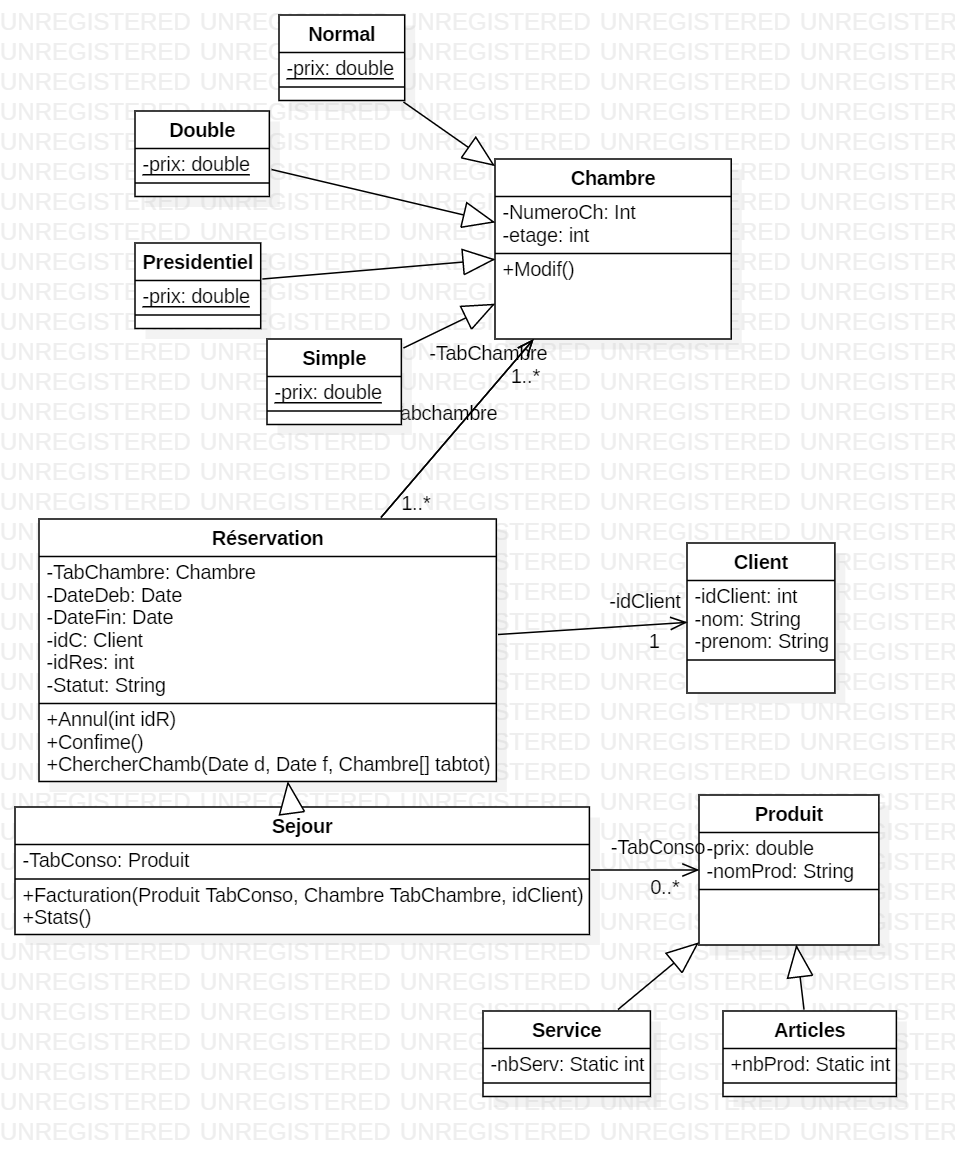 Normal
-prix: double
Double
-prix: double
Chambre
-NumeroCh: Int
-etage: int
+Modif()
Presidentiel
-prix: double
Simple
-prix: double
-TabChambre
1..*
abchambre
1..*
Réservation
-TabChambre: Chambre
-DateDeb: Date
-DateFin: Date
-idC: Client
-idRes: int
-Statut: String
+Annul(int idR)
+Confime()
+ChercherChamb(Date d, Date f, Chambre[] tabtot)
-idClient
1
Client
-idClient: int
-nom: String
-prenom: String
Sejour
-TabConso: Produit
+Facturation(Produit TabConso, Chambre TabChambre, idClient)
+Stats()
-TabConso
0..*
Produit
-prix: double
-nomProd: String
Service
-nbServ: Static int
Articles
+nbProd: Static int
UNREGISTERED